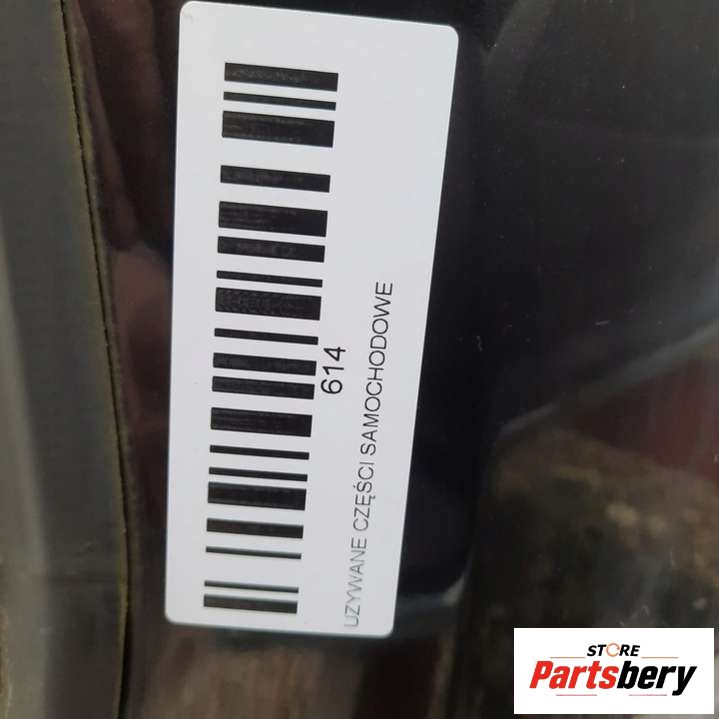 614
UZYWANE CZĘŚCI SAMOCHODOWE
STORE
Partsbery